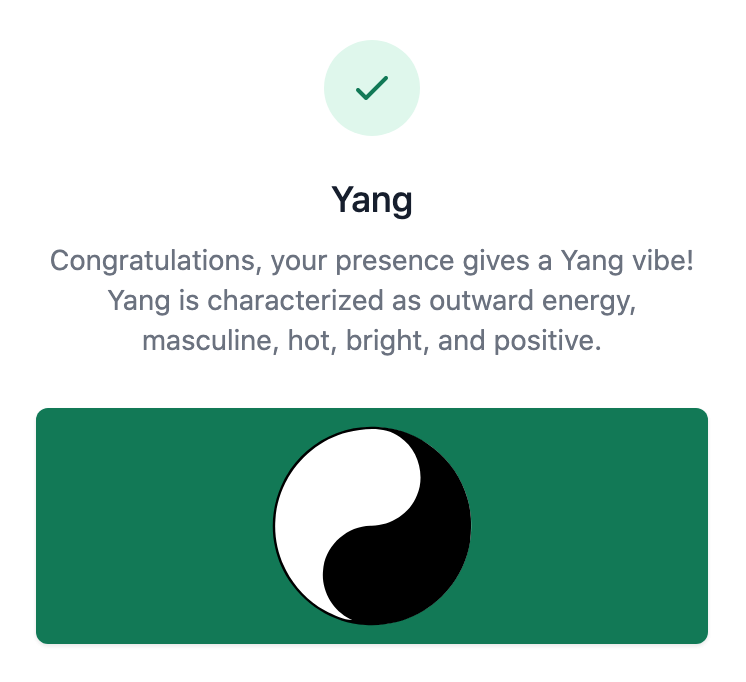 Yang
Congratulations, your presence gives a Yang vibe!
Yang is characterized as outward energy,
masculine, hot, bright, and positive.